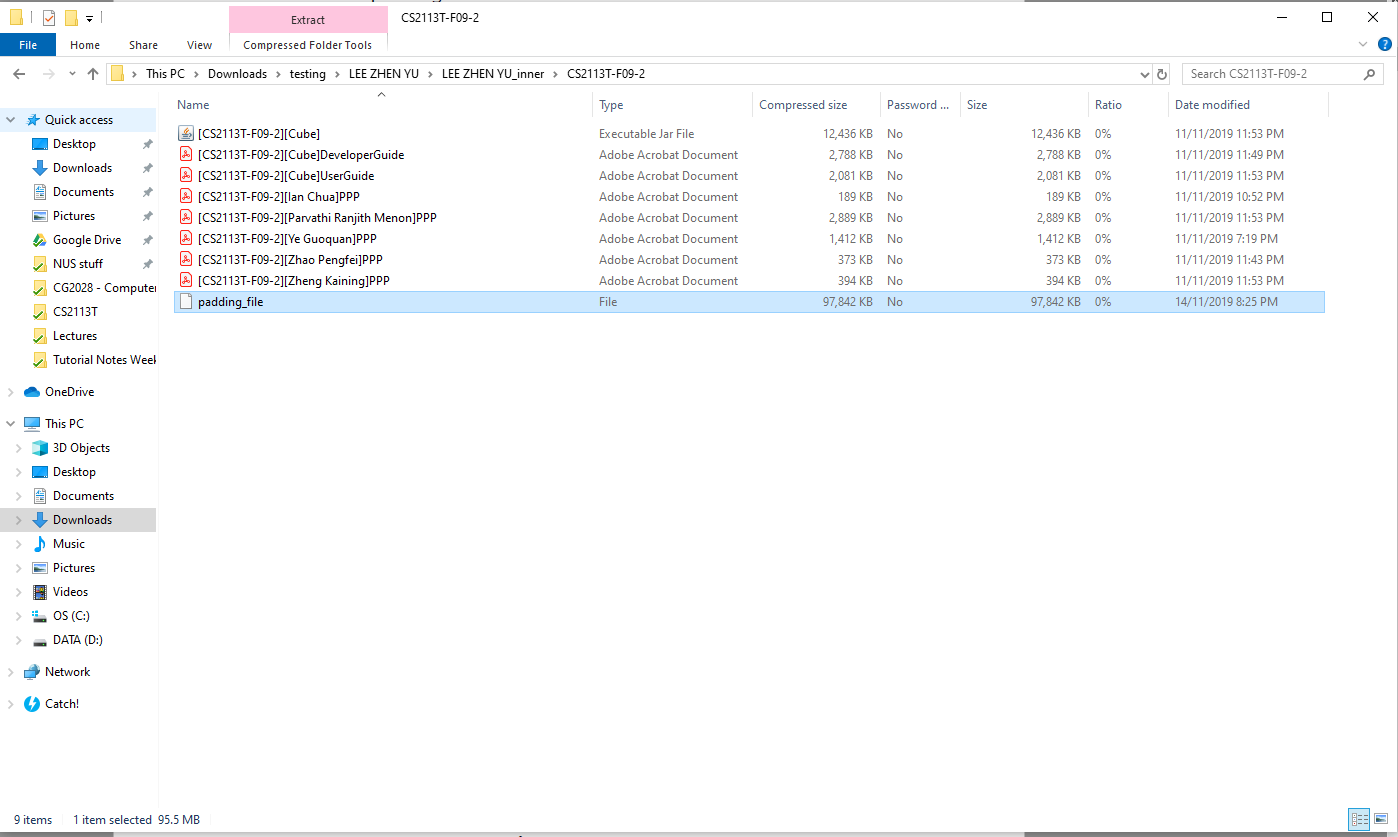 Extract
CS2113T-F09-2
File Home Share View Compressed Folder Tools
This PC Downloads testing LEE ZHEN YU LEE ZHEN YU_inner CS2113T-F09-2
Search CS2113T-F09-2
Name Type Compressed size Password ... Size Ratio Date modified
[CS2113T-F09-2][Cube] Executable Jar File 12,436 KB No 12,436 KB 0% 11/11/2019 11:53 PM
[CS2113T-F09-2][Cube]DeveloperGuide Adobe Acrobat Document 2,788 KB No 2,788 KB 0% 11/11/2019 11:49 PM
[CS2113T-F09-2][Cube]UserGuide Adobe Acrobat Document 2,081 KB No 2,081 KB 0% 11/11/2019 11:53 PM
[CS2113T-F09-2][Ian Chua]PPP Adobe Acrobat Document 189 KB No 189 KB 0% 11/11/2019 10:52 PM
[CS2113T-F09-2][Parvathi Ranjith Menon]PPP Adobe Acrobat Document 2,889 KB No 2,889 KB 0% 11/11/2019 11:53 PM
[CS2113T-F09-2][Ye Guoquan]PPP Adobe Acrobat Document 1,412 KB No 1,412 KB 0% 11/11/2019 7:19 PM
[CS2113T-F09-2][Zhao Pengfei]PPP Adobe Acrobat Document 373 KB No 373 KB 0% 11/11/2019 11:43 PM
[CS2113T-F09-2][Zheng Kaining]PPP Adobe Acrobat Document 394 KB No 394 KB 0% 11/11/2019 11:53 PM
padding_file File 97,842 KB No 97,842 KB 0% 14/11/2019 8:25 PM
Quick access
Desktop
Downloads
Documents
Pictures
Google Drive
NUS stuff
CG2028 - Computer
CS2113T
Lectures
Tutorial Notes Week
OneDrive
This PC
3D Objects
Desktop
Documents
Downloads
Music
Pictures
Videos
OS (C:)
DATA (D:)
Network
Catch!
9 items 1 item selected 95.5 MB